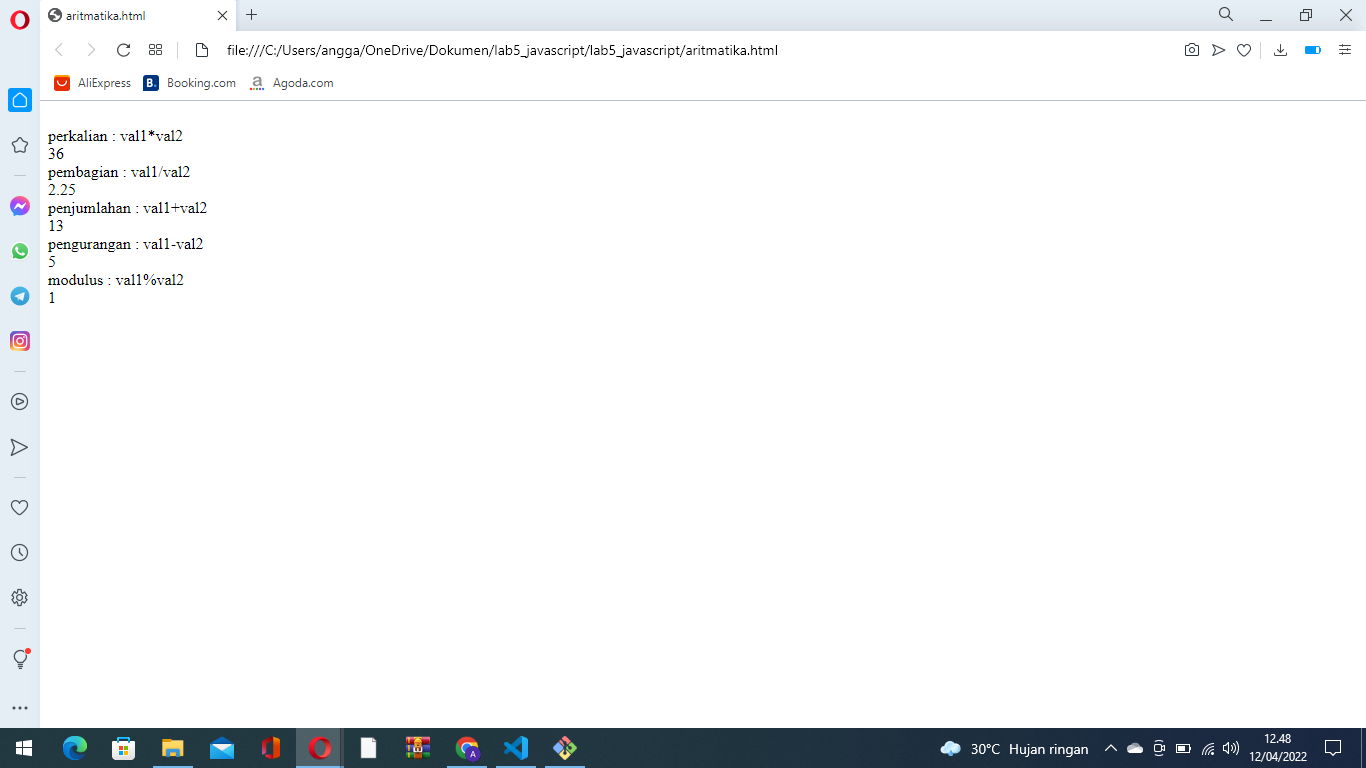 aritmatika.html
file:///C:/Users/angga/OneDrive/Dokumen/lab5_javascript/lab5_javascript/aritmatika.html
AliExpress B. Booking.com a Agoda.com
perkalian : val1*val2
36
pembagian : val1/val2
2.25
penjumlahan : val1+val2
13
pengurangan : val1-val2
5
modulus : val1%val2
1
30°C Hujan ringan
12.48
12/04/2022